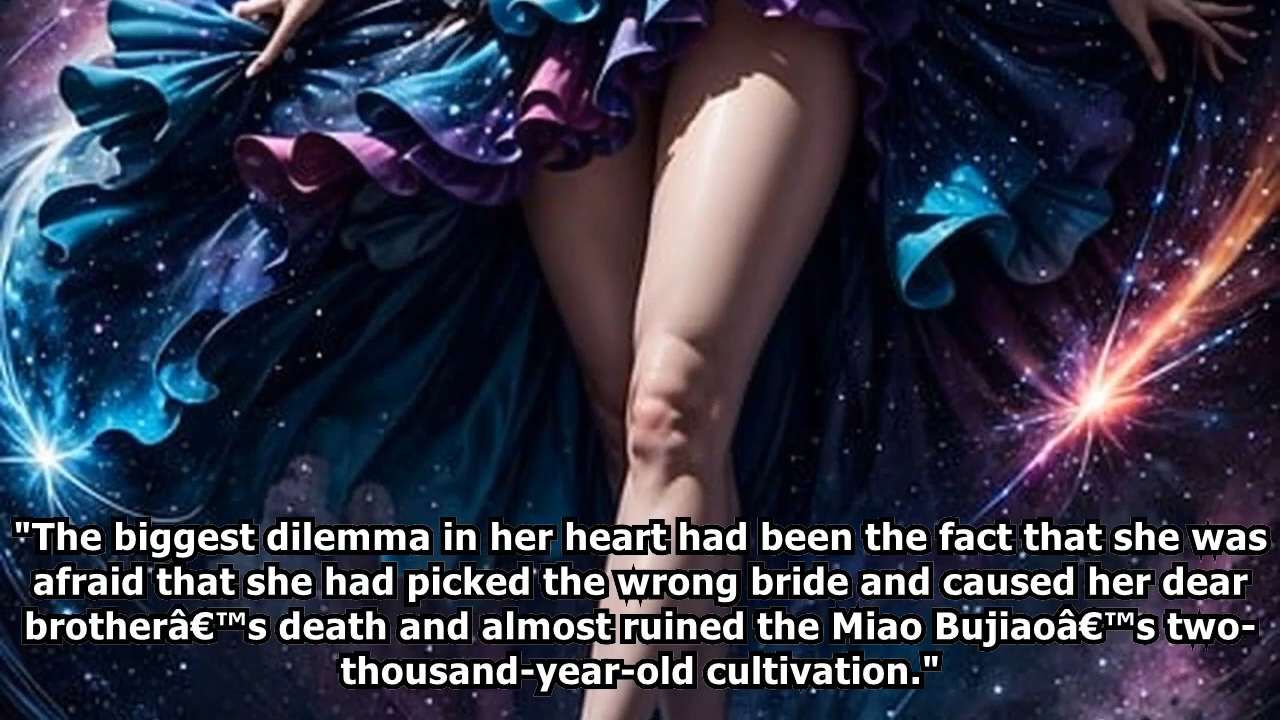 "The biggest dilemma in her heart had been the fact that she was
afraid that she had picked the wrong bride and caused her dear
brotherâ€™s death and almost ruined the Miao Bujiaoâ€™s two-
thousand-year-old cultivation."